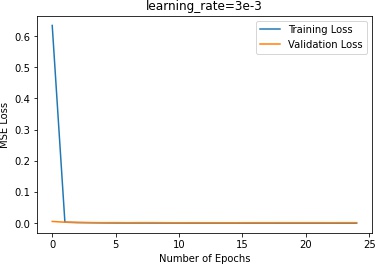 learning_rate=3e-3
Training Loss
Validation Loss
MSE Loss
0.6
0.5
0.4
0.3
0.2
0.1
0.0
0
5
10
15
20
25
Number of Epochs